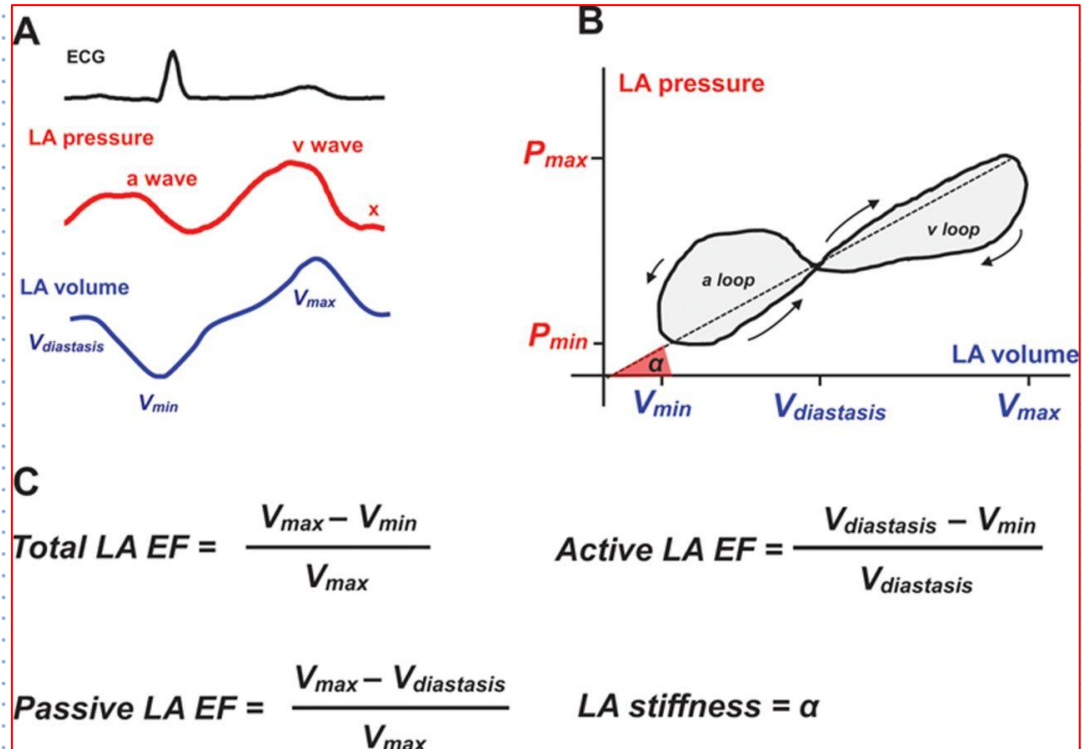 A
ECG
LA pressure
a wave
v wave
x
LA volume
Vdiastasis
Vmin
Vmax
B
LA pressure
Pmax
v loop
a loop
Pmin
α
LA volume
Vmin
Vdiastasis
Vmax
C
Total LA EF = Vmax – Vmin
Vmax
Active LA EF = Vdiastasis – Vmin
Vdiastasis
Passive LA EF = Vmax – Vdiastasis
Vmax
LA stiffness = α